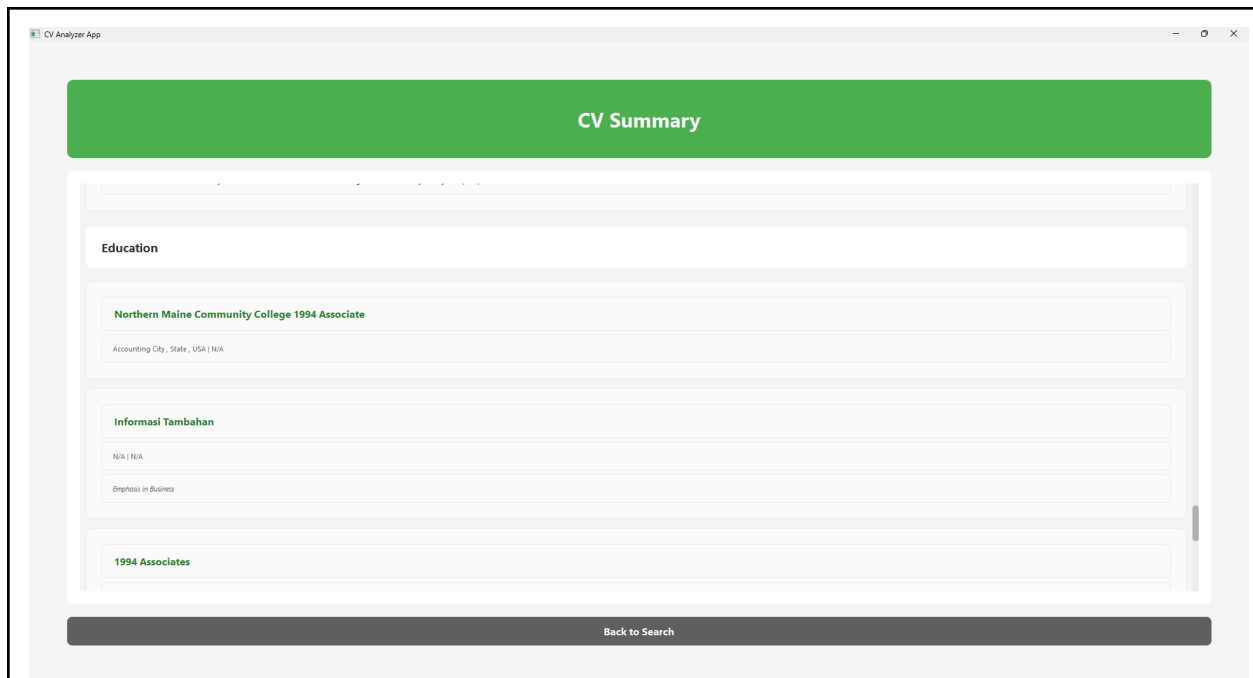 CV Analyzer App
CV Summary
Education
Northern Maine Community College 1994 Associate
Accounting City , State , USA | N/A
Informasi Tambahan
N/A | N/A
Emphasis in Business
1994 Associates
Back to Search